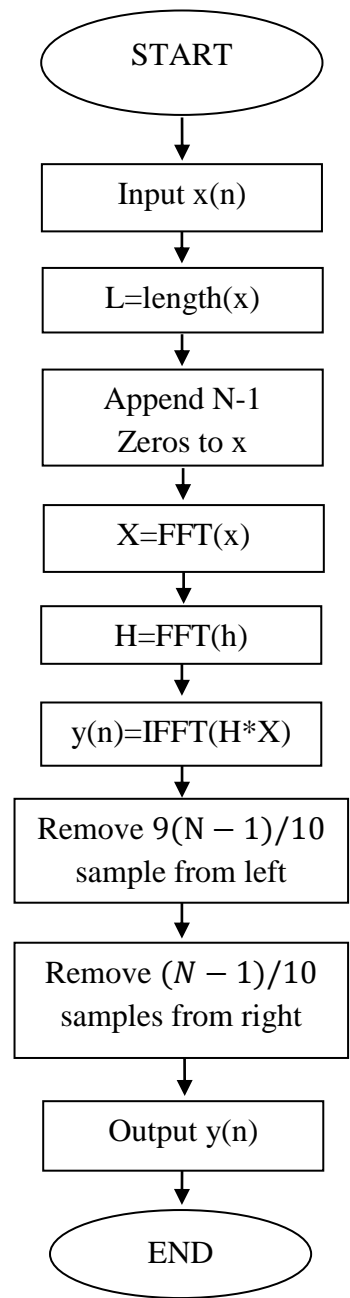 START
Input x(n)
L=length(x)
Append N-1
Zeros to x
X=FFT(x)
H=FFT(h)
y(n)=IFFT(H*X)
Remove 9(N − 1)/10
sample from left
Remove (N − 1)/10
samples from right
Output y(n)
END